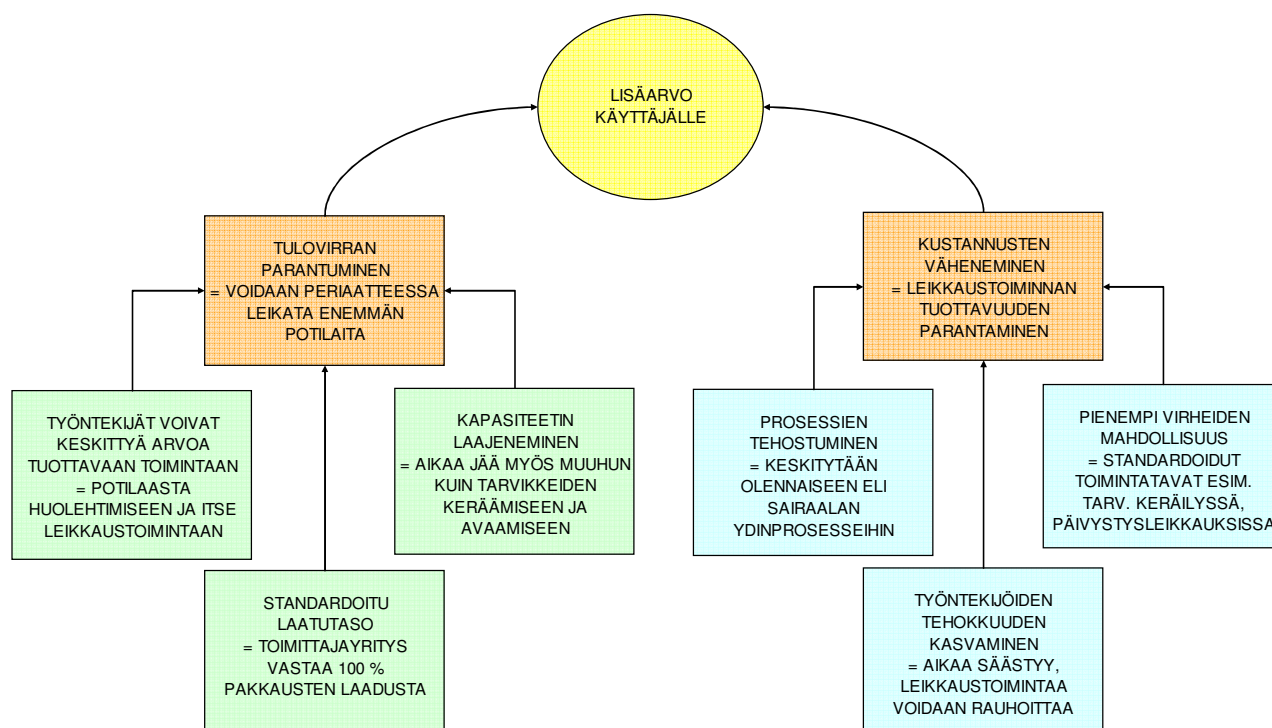 LISÄARVO
KÄYTTÄJÄLLE
TULOVIRRAN
PARANTUMINEN
= VOIDAAN PERIAATTEESSA
LEIKATA ENEMMÄN
POTILAITA
KUSTANNUSTEN
VÄHENEMINEN
= LEIKKAUSTOIMINNAN
TUOTTAVUUDEN
PARANTAMINEN
TYÖNTEKIJÄT VOIVAT
KESKITTYÄ ARVOA
TUOTTAVAAN TOIMINTAAN
= POTILAASTA
HUOLEHTIMISEEN JA ITSE
LEIKKAUSTOIMINTAAN
KAPASITEETIN
LAAJENEMINEN
= AIKAA JÄÄ MYÖS MUUHUN
KUIN TARVIKKEIDEN
KERÄÄMISEEN JA
AVAAMISEEN
PROSESSIEN
TEHOSTUMINEN
= KESKITYTÄÄN
OLENNAISEEN ELI
SAIRAALAN
YDINPROSESSEIHIN
PIENEMPI VIRHEIDEN
MAHDOLLISUUS
= STANDARDOIDUT
TOIMINTATAVAT ESIM.
TARV. KERÄILYSSÄ,
PÄIVYSTYSLEIKKAUKSISSA
STANDARDOITU
LAATUTASO
= TOIMITTAJAYRITYS
VASTAA 100 %
PAKKAUSTEN LAADUSTA
TYÖNTEKIJÖIDEN
TEHOKKUUDEN
KASVAMINEN
= AIKAA SÄÄSTYY,
LEIKKAUSTOIMINTAA
VOIDAAN RAUHOITTAA